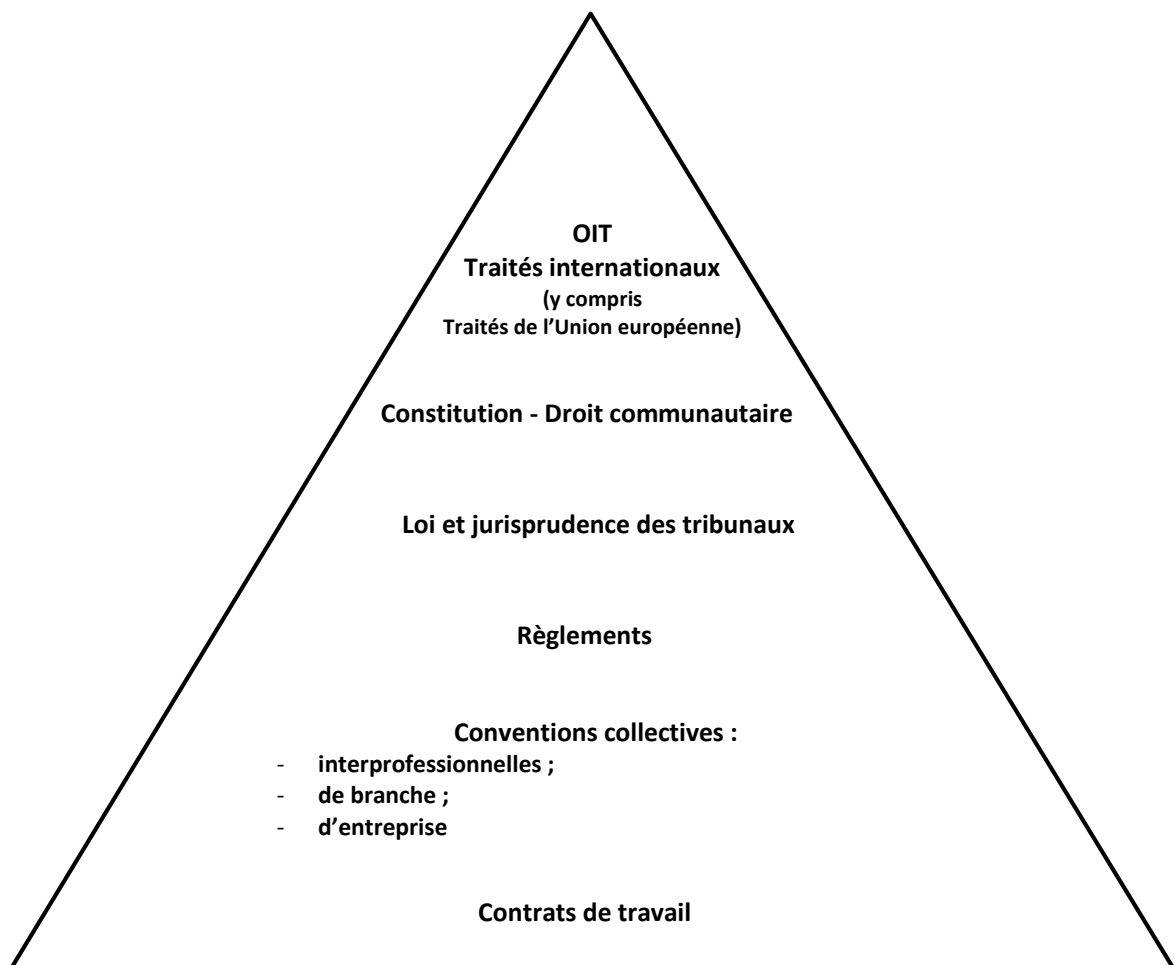 OIT
Traités internationaux
(y compris
Traités de l’Union européenne)
Constitution - Droit communautaire
Loi et jurisprudence des tribunaux
Règlements
Conventions collectives :
- interprofessionnelles ;
- de branche ;
- d’entreprise
Contrats de travail